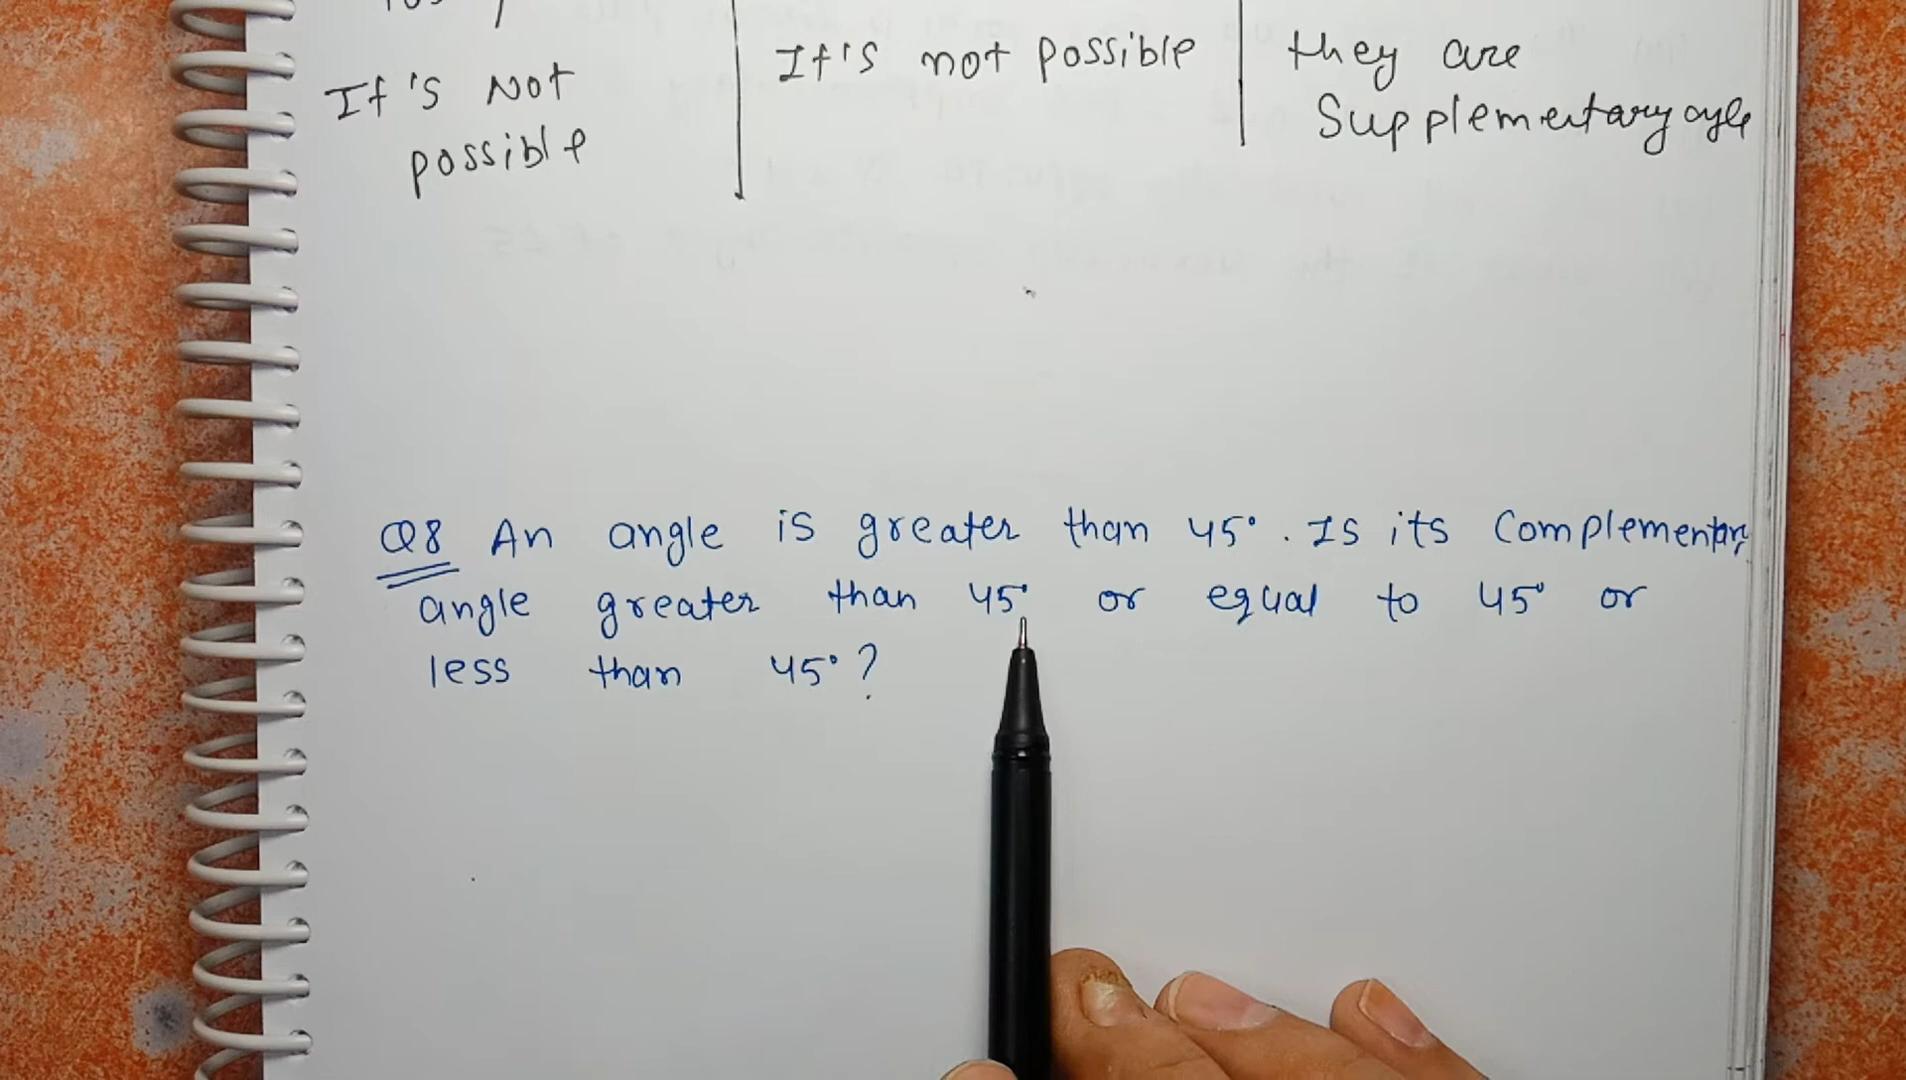 It's Not
possible
It's not possible
they are
Supplementary
Q8 An angle is greater than 45°. Is its Complementary
angle greater than 45° or equal to 45° or
less than 45°?